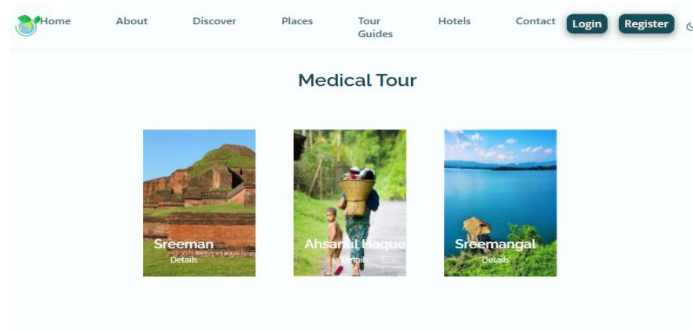 Home About Discover Places Tour Guides Hotels Contact Login Register
Medical Tour
Sreeman
Details
Ahsanul Haque
Details
Sreemangal
Details